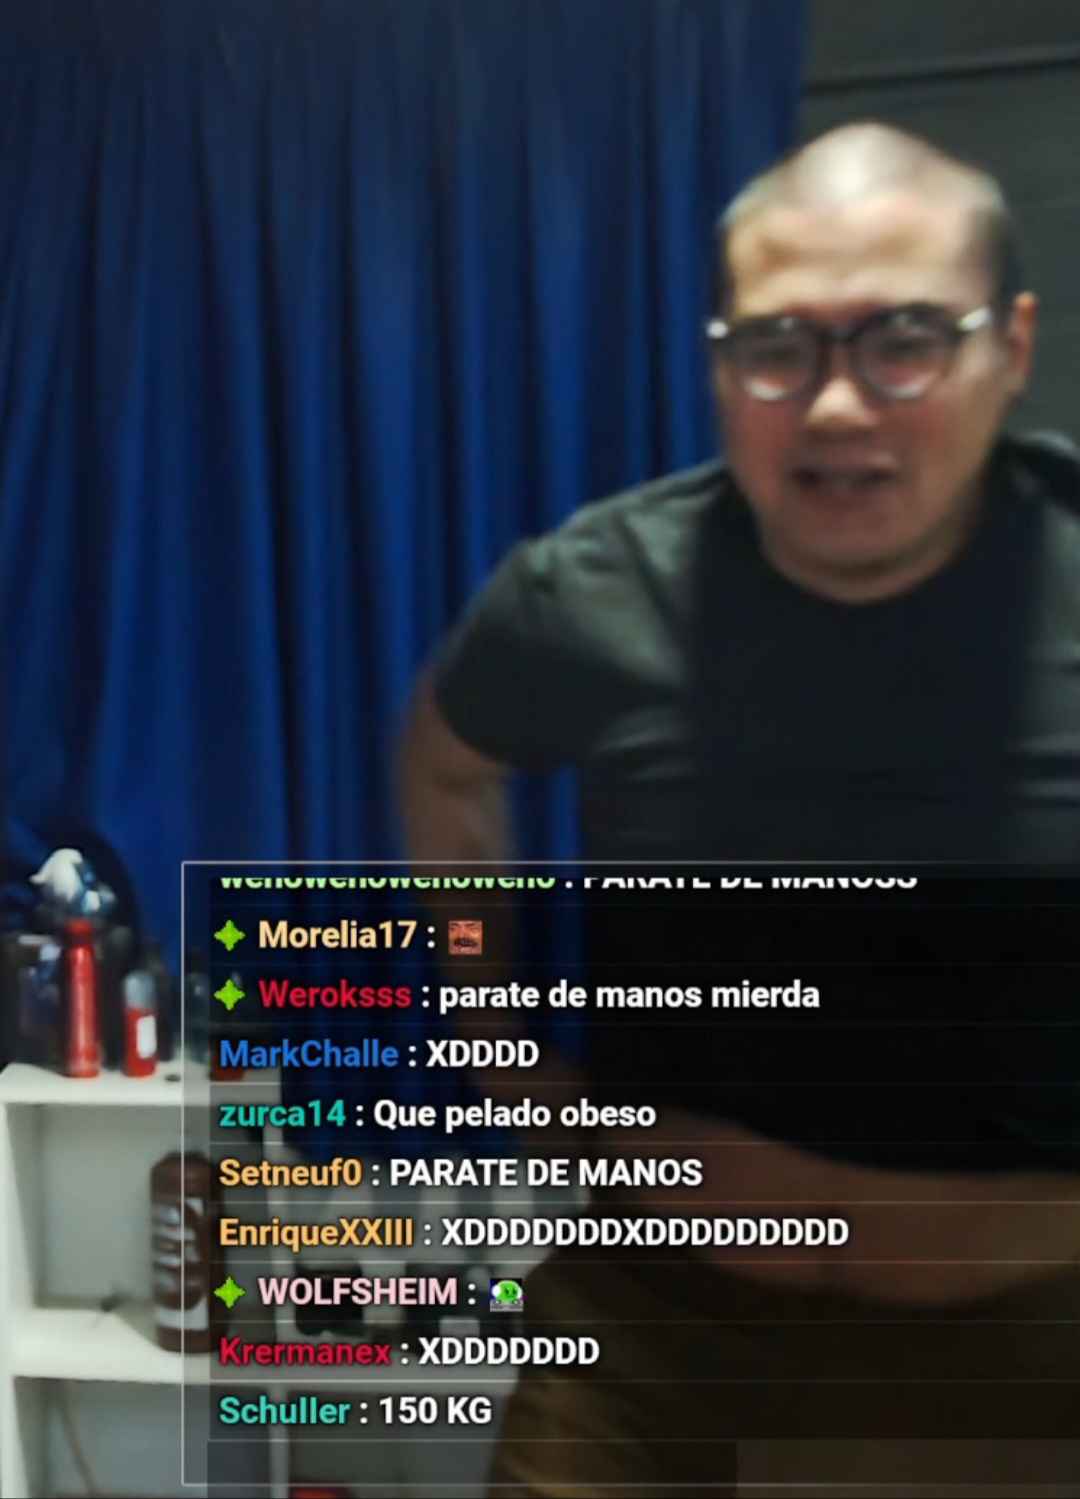 wenowenowenoweno : PARATE DE MANOSS
Morelia17 :
Weroksss : parate de manos mierda
MarkChalle : XDDDD
zurca14 : Que pelado obeso
Setneuf0 : PARATE DE MANOS
EnriqueXXIII : XDDDDDDDXDDDDDDDDD
WOLFSHEIM :
Krermanex : XDDDDDDD
Schuller : 150 KG